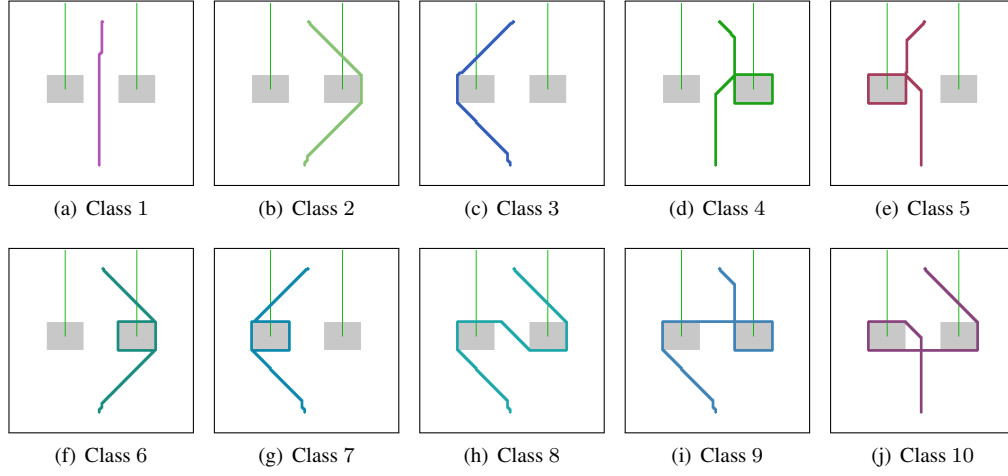 (a) Class 1
(b) Class 2
(c) Class 3
(d) Class 4
(e) Class 5
(f) Class 6
(g) Class 7
(h) Class 8
(i) Class 9
(j) Class 10